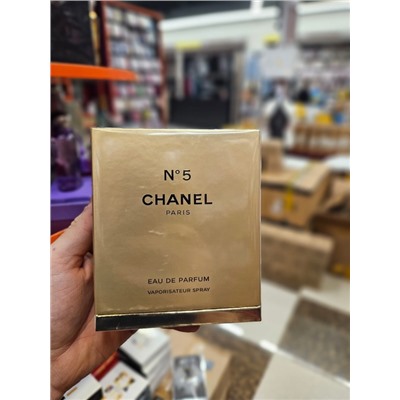 N°5
CHANEL
PARIS
EAU DE PARFUM
VAPORISATEUR SPRAY